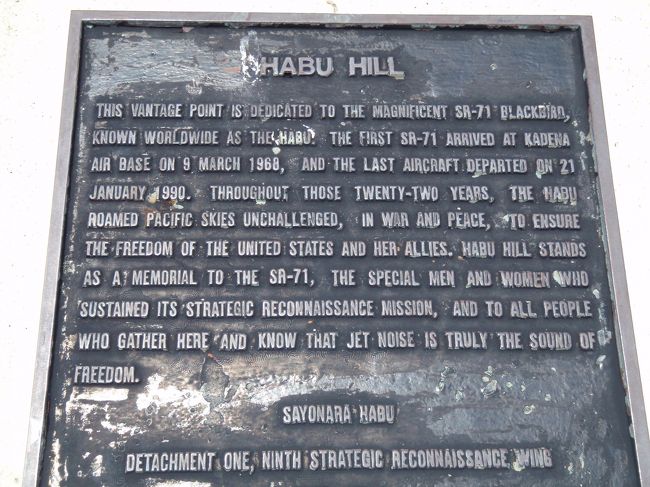 HABU HILL
THIS VANTAGE POINT IS DEDICATED TO THE MAGNIFICENT SR-71 BLACKBIRD,
KNOWN WORLDWIDE AS THE HABU. THE FIRST SR-71 ARRIVED AT KADENA
AIR BASE ON 9 MARCH 1968, AND THE LAST AIRCRAFT DEPARTED ON 21
JANUARY 1990. THROUGHOUT THOSE TWENTY-TWO YEARS, THE HABU
ROAMED PACIFIC SKIES UNCHALLENGED, IN WAR AND PEACE, TO ENSURE
THE FREEDOM OF THE UNITED STATES AND HER ALLIES. HABU HILL STANDS
AS A MEMORIAL TO THE SR-71, THE SPECIAL MEN AND WOMEN WHO
SUSTAINED ITS STRATEGIC RECONNAISSANCE MISSION, AND TO ALL PEOPLE
WHO GATHER HERE AND KNOW THAT JET NOISE IS TRULY THE SOUND OF
FREEDOM.
SAYONARA HABU
DETACHMENT ONE, NINTH STRATEGIC RECONNAISSANCE WING